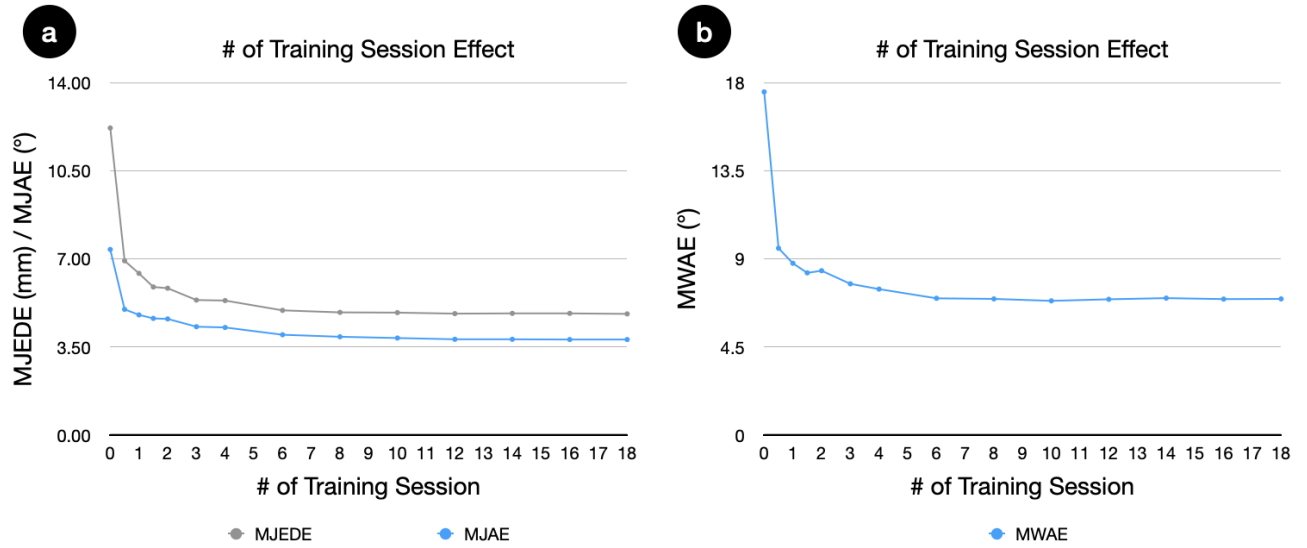 a
# of Training Session Effect
14.00
10.50
7.00
3.50
0.00
MJEDE (mm) / MJAE (°)
0 1 2 3 4 5 6 7 8 9 10 11 12 13 14 15 16 17 18
# of Training Session
MJEDE MJAE
b
# of Training Session Effect
18
13.5
9
4.5
0
MWAE (°)
0 1 2 3 4 5 6 7 8 9 10 11 12 13 14 15 16 17 18
# of Training Session
MWAE